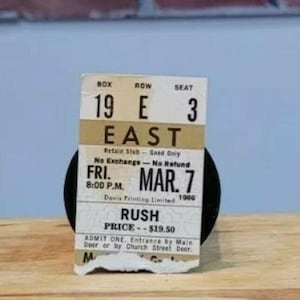 BOX ROW SEAT
19 E 3
EAST
Retain Stub — Good Only
No Exchange — No Refund
FRI. MAR. 7
8:00 P.M. 1986
Davis Printing Limited
RUSH
PRICE - - $19.50
ADMIT ONE. Entrance by Main
Door or by Church Street Door.